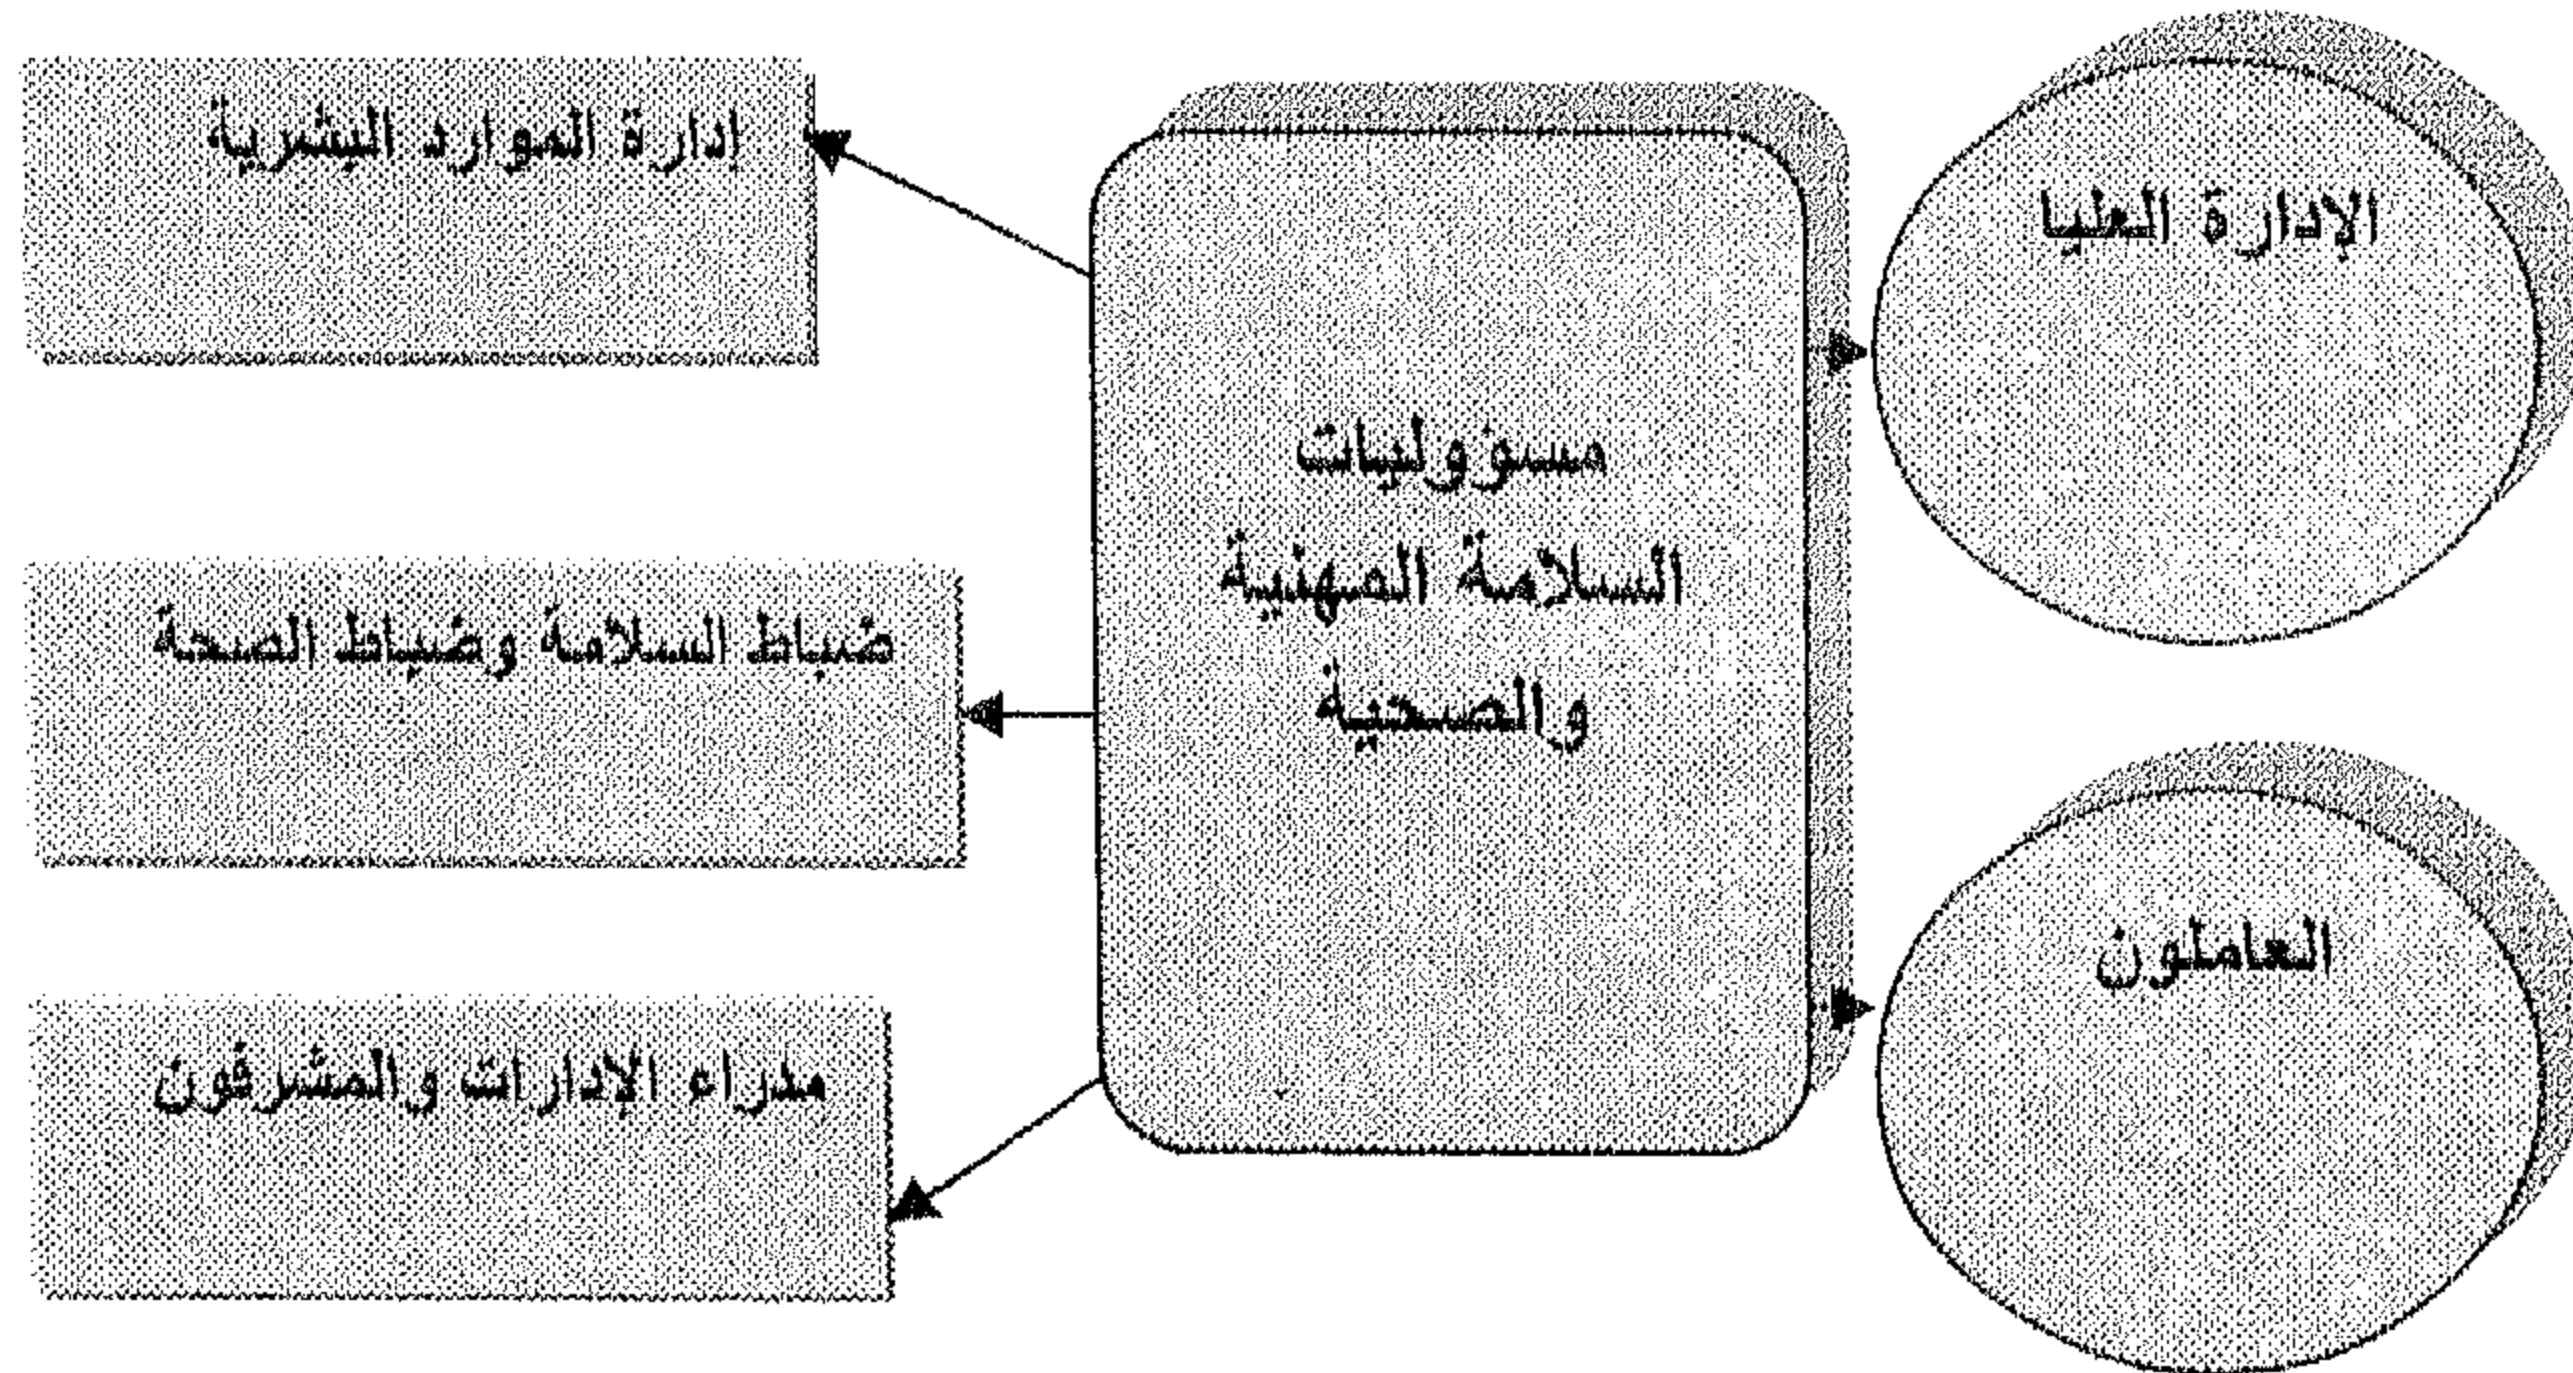 الإدارة العليا
العاملون
مسؤوليات
السلامة المهنية
والصحية
إدارة الموارد البشرية
ضباط السلامة وضباط الصحة
مدراء الإدارات والمشرفون